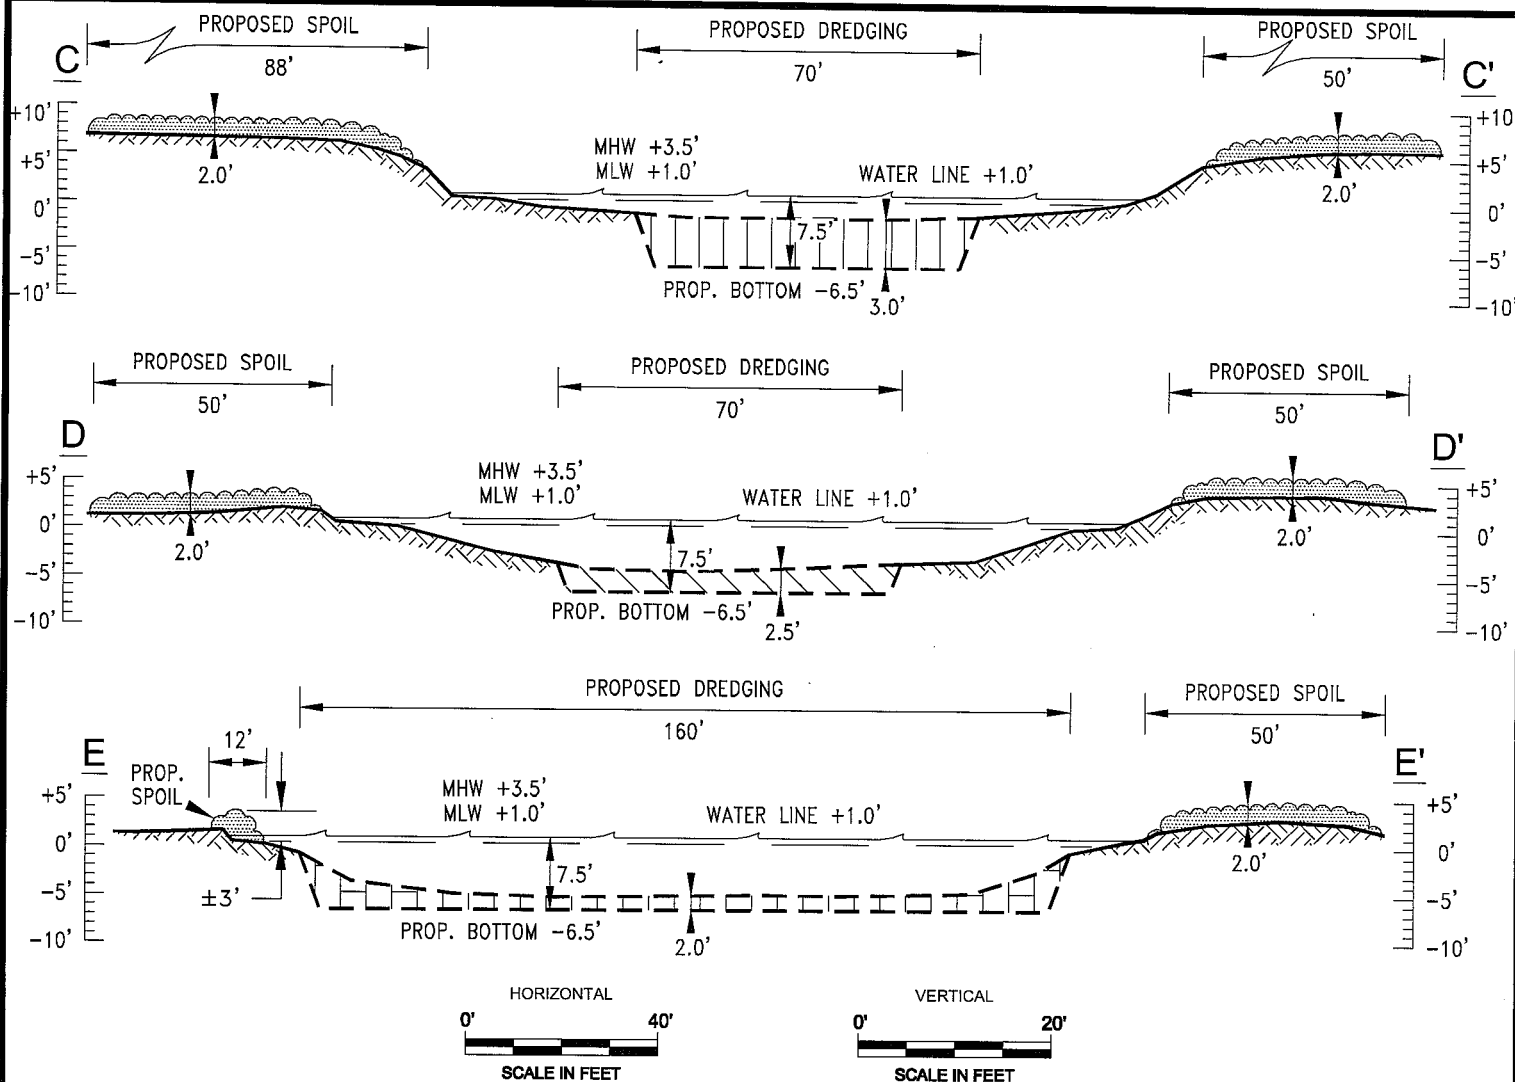 PROPOSED SPOIL
88'
PROPOSED DREDGING
70'
PROPOSED SPOIL
50'
C
C'
+10'
+5'
0'
-5'
-10'
2.0'
MHW +3.5'
MLW +1.0'
WATER LINE +1.0'
7.5'
PROP. BOTTOM -6.5'
3.0'
2.0'
+10'
+5'
0'
-5'
-10'
PROPOSED SPOIL
50'
PROPOSED DREDGING
70'
PROPOSED SPOIL
50'
D
D'
+5'
0'
-5'
-10'
2.0'
MHW +3.5'
MLW +1.0'
WATER LINE +1.0'
7.5'
PROP. BOTTOM -6.5'
2.5'
2.0'
+5'
0'
-5'
-10'
PROPOSED DREDGING
160'
PROPOSED SPOIL
50'
E
12'
E'
PROP.
SPOIL
+5'
0'
-5'
-10'
±3'
MHW +3.5'
MLW +1.0'
WATER LINE +1.0'
7.5'
PROP. BOTTOM -6.5'
2.0'
2.0'
+5'
0'
-5'
-10'
HORIZONTAL
0' 40'
SCALE IN FEET
VERTICAL
0' 20'
SCALE IN FEET